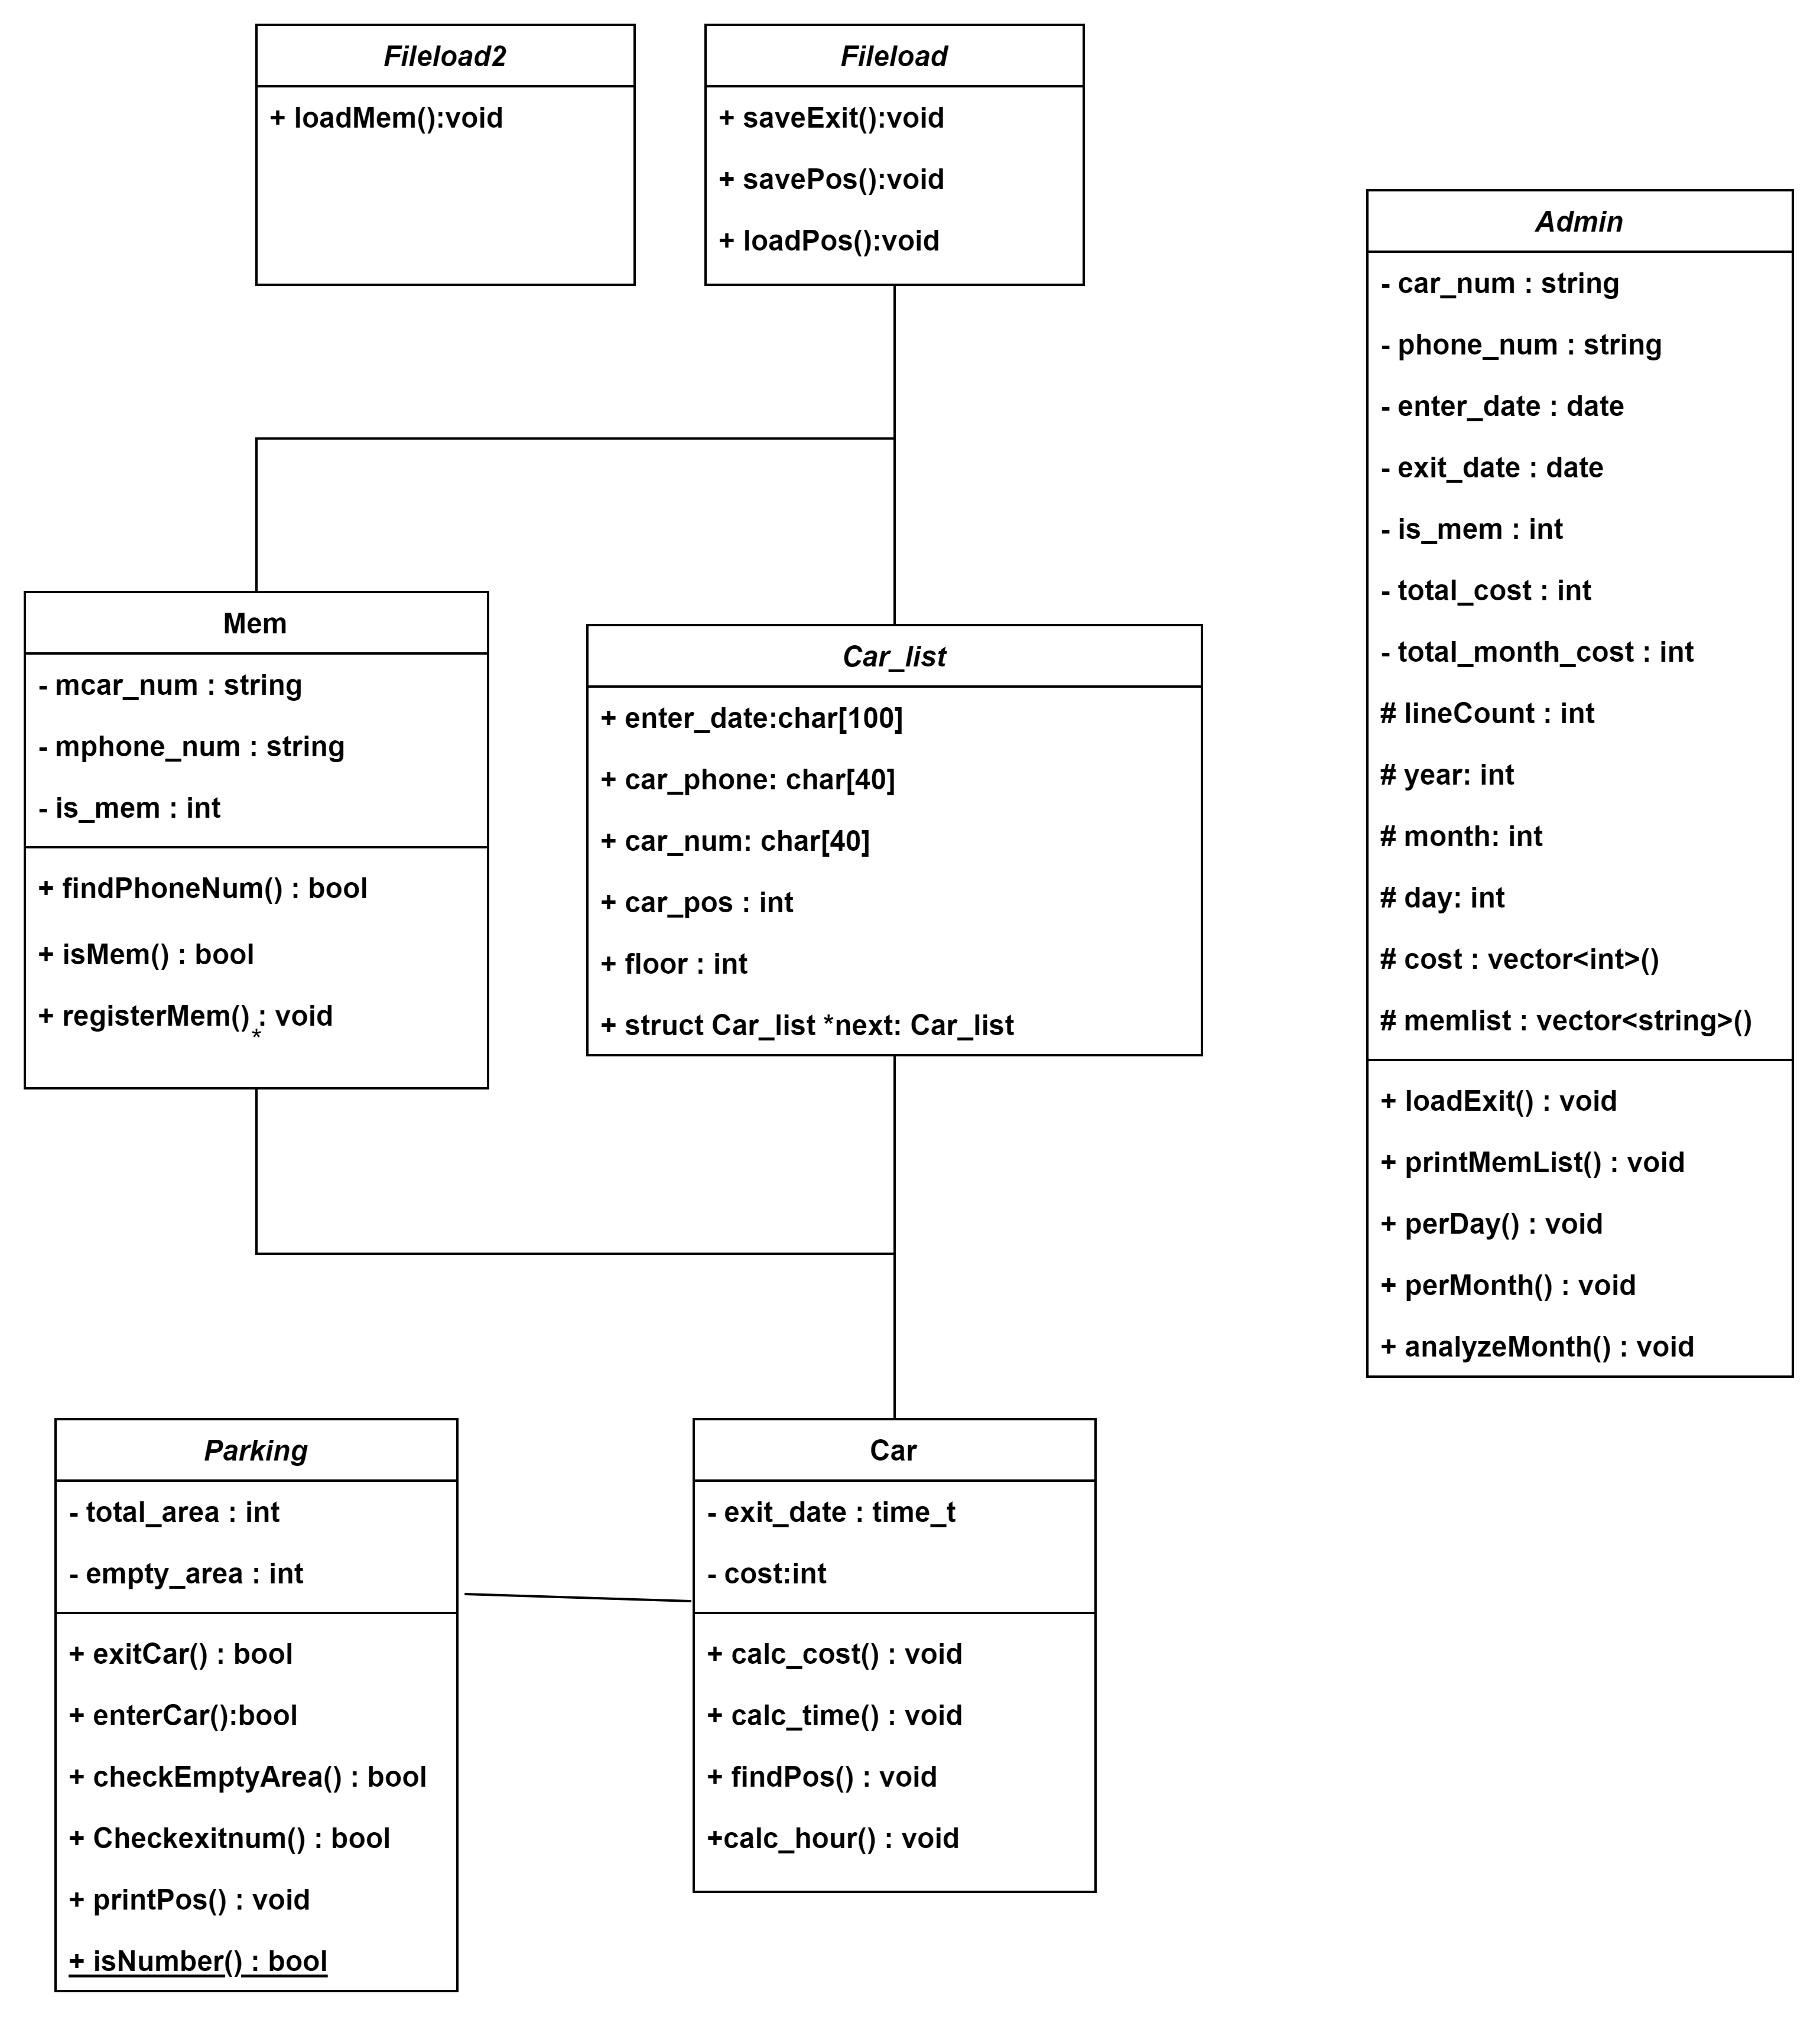 Fileload2
+ loadMem():void
Fileload
+ saveExit():void
+ savePos():void
+ loadPos():void
Admin
- car_num : string
- phone_num : string
- enter_date : date
- exit_date : date
- is_mem : int
- total_cost : int
- total_month_cost : int
# lineCount : int
# year: int
# month: int
# day: int
# cost : vector<int>()
# memlist : vector<string>()
+ loadExit() : void
+ printMemList() : void
+ perDay() : void
+ perMonth() : void
+ analyzeMonth() : void
Mem
- mcar_num : string
- mphone_num : string
- is_mem : int
+ findPhoneNum() : bool
+ isMem() : bool
+ registerMem() : void
*
Car_list
+ enter_date:char[100]
+ car_phone: char[40]
+ car_num: char[40]
+ car_pos : int
+ floor : int
+ struct Car_list *next: Car_list
Parking
- total_area : int
- empty_area : int
+ exitCar() : bool
+ enterCar():bool
+ checkEmptyArea() : bool
+ Checkexitnum() : bool
+ printPos() : void
+ isNumber() : bool
Car
- exit_date : time_t
- cost:int
+ calc_cost() : void
+ calc_time() : void
+ findPos() : void
+calc_hour() : void